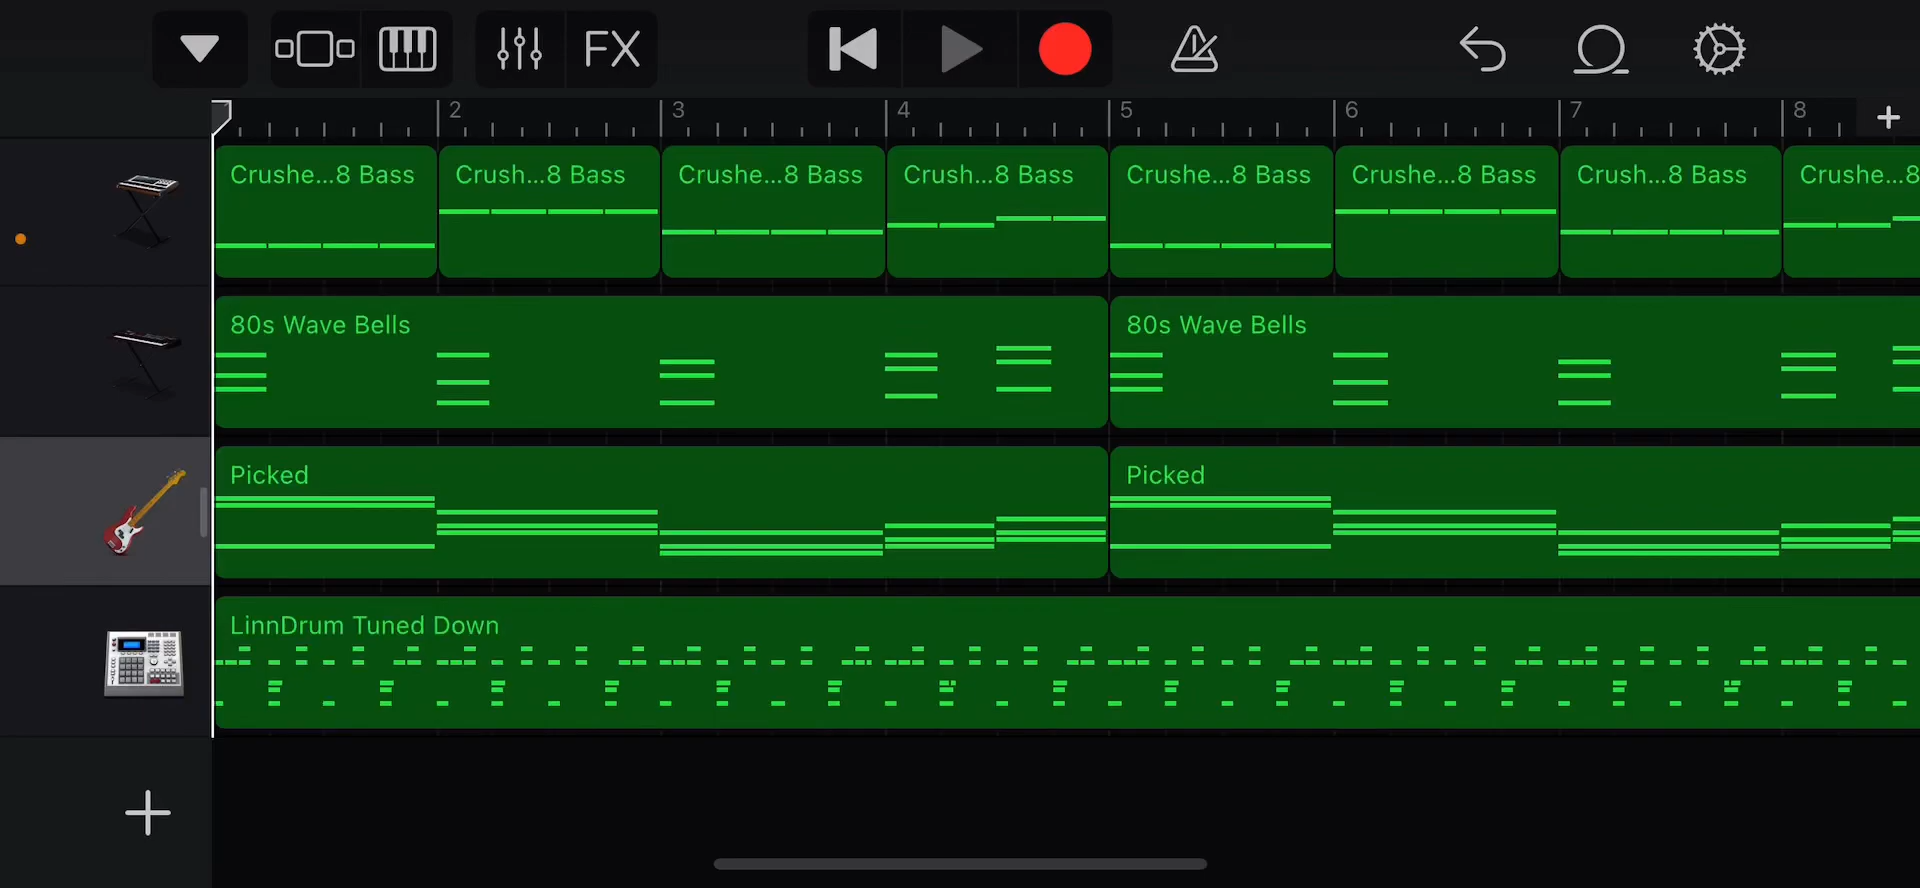 FX
2 3 4 5 6 7 8
Crushe...8 Bass Crush...8 Bass Crushe...8 Bass Crush...8 Bass Crushe...8 Bass Crushe...8 Bass Crush...8 Bass Crushe...8
80s Wave Bells 80s Wave Bells
Picked Picked
LinnDrum Tuned Down